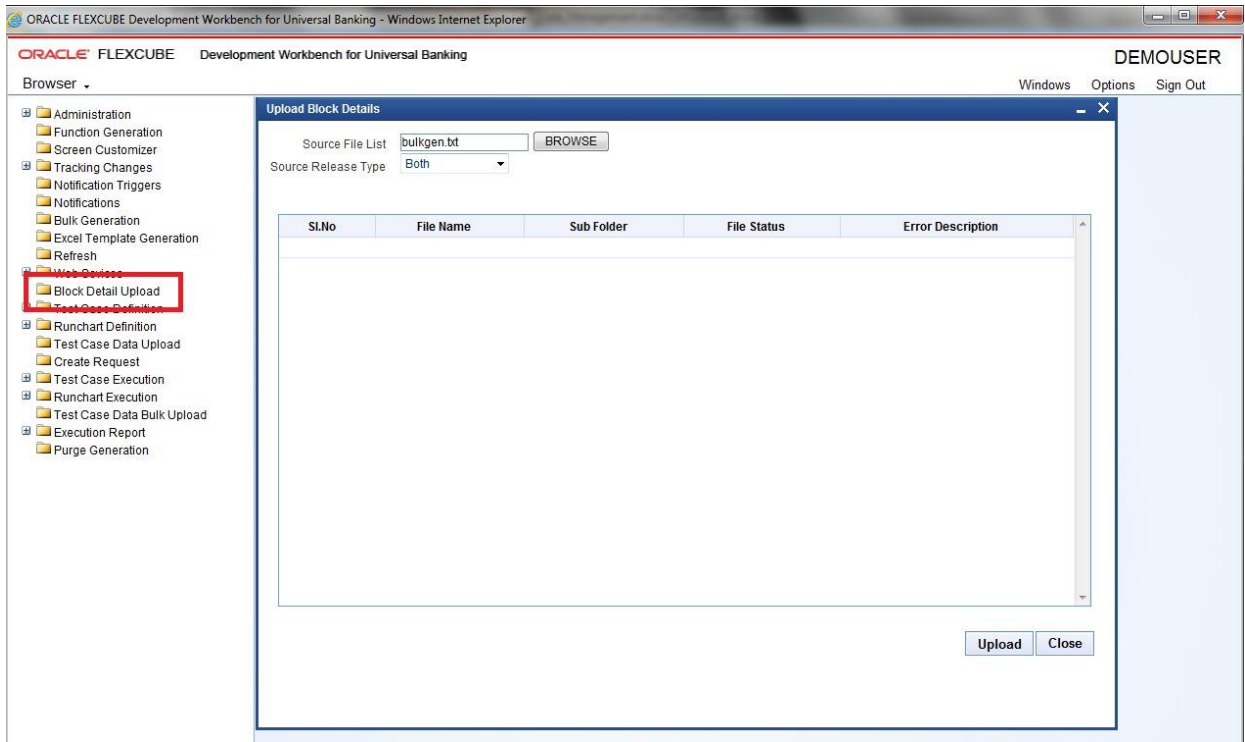 ORACLE FLEXCUBE Development Workbench for Universal Banking - Windows Internet Explorer
ORACLE FLEXCUBE Development Workbench for Universal Banking
DEMOUSER
Browser
Windows Options Sign Out
Administration
Function Generation
Screen Customizer
Tracking Changes
Notification Triggers
Notifications
Bulk Generation
Excel Template Generation
Refresh
Block Detail Upload
Test Case Definition
Runchart Definition
Test Case Data Upload
Create Request
Test Case Execution
Runchart Execution
Test Case Data Bulk Upload
Execution Report
Purge Generation
Upload Block Details
Source File List bulkgen.txt BROWSE
Source Release Type Both
Sl.No File Name Sub Folder File Status Error Description
Upload Close